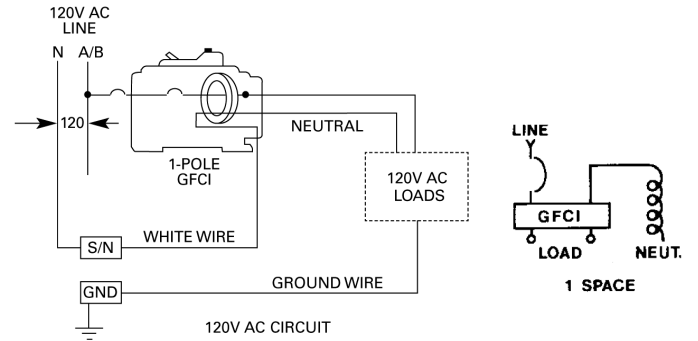 120V AC
LINE
N A/B
120
NEUTRAL
1-POLE
GFCI
120V AC
LOADS
WHITE WIRE
S/N
GROUND WIRE
GND
120V AC CIRCUIT
LINE
GFCI
LOAD NEUT.
1 SPACE